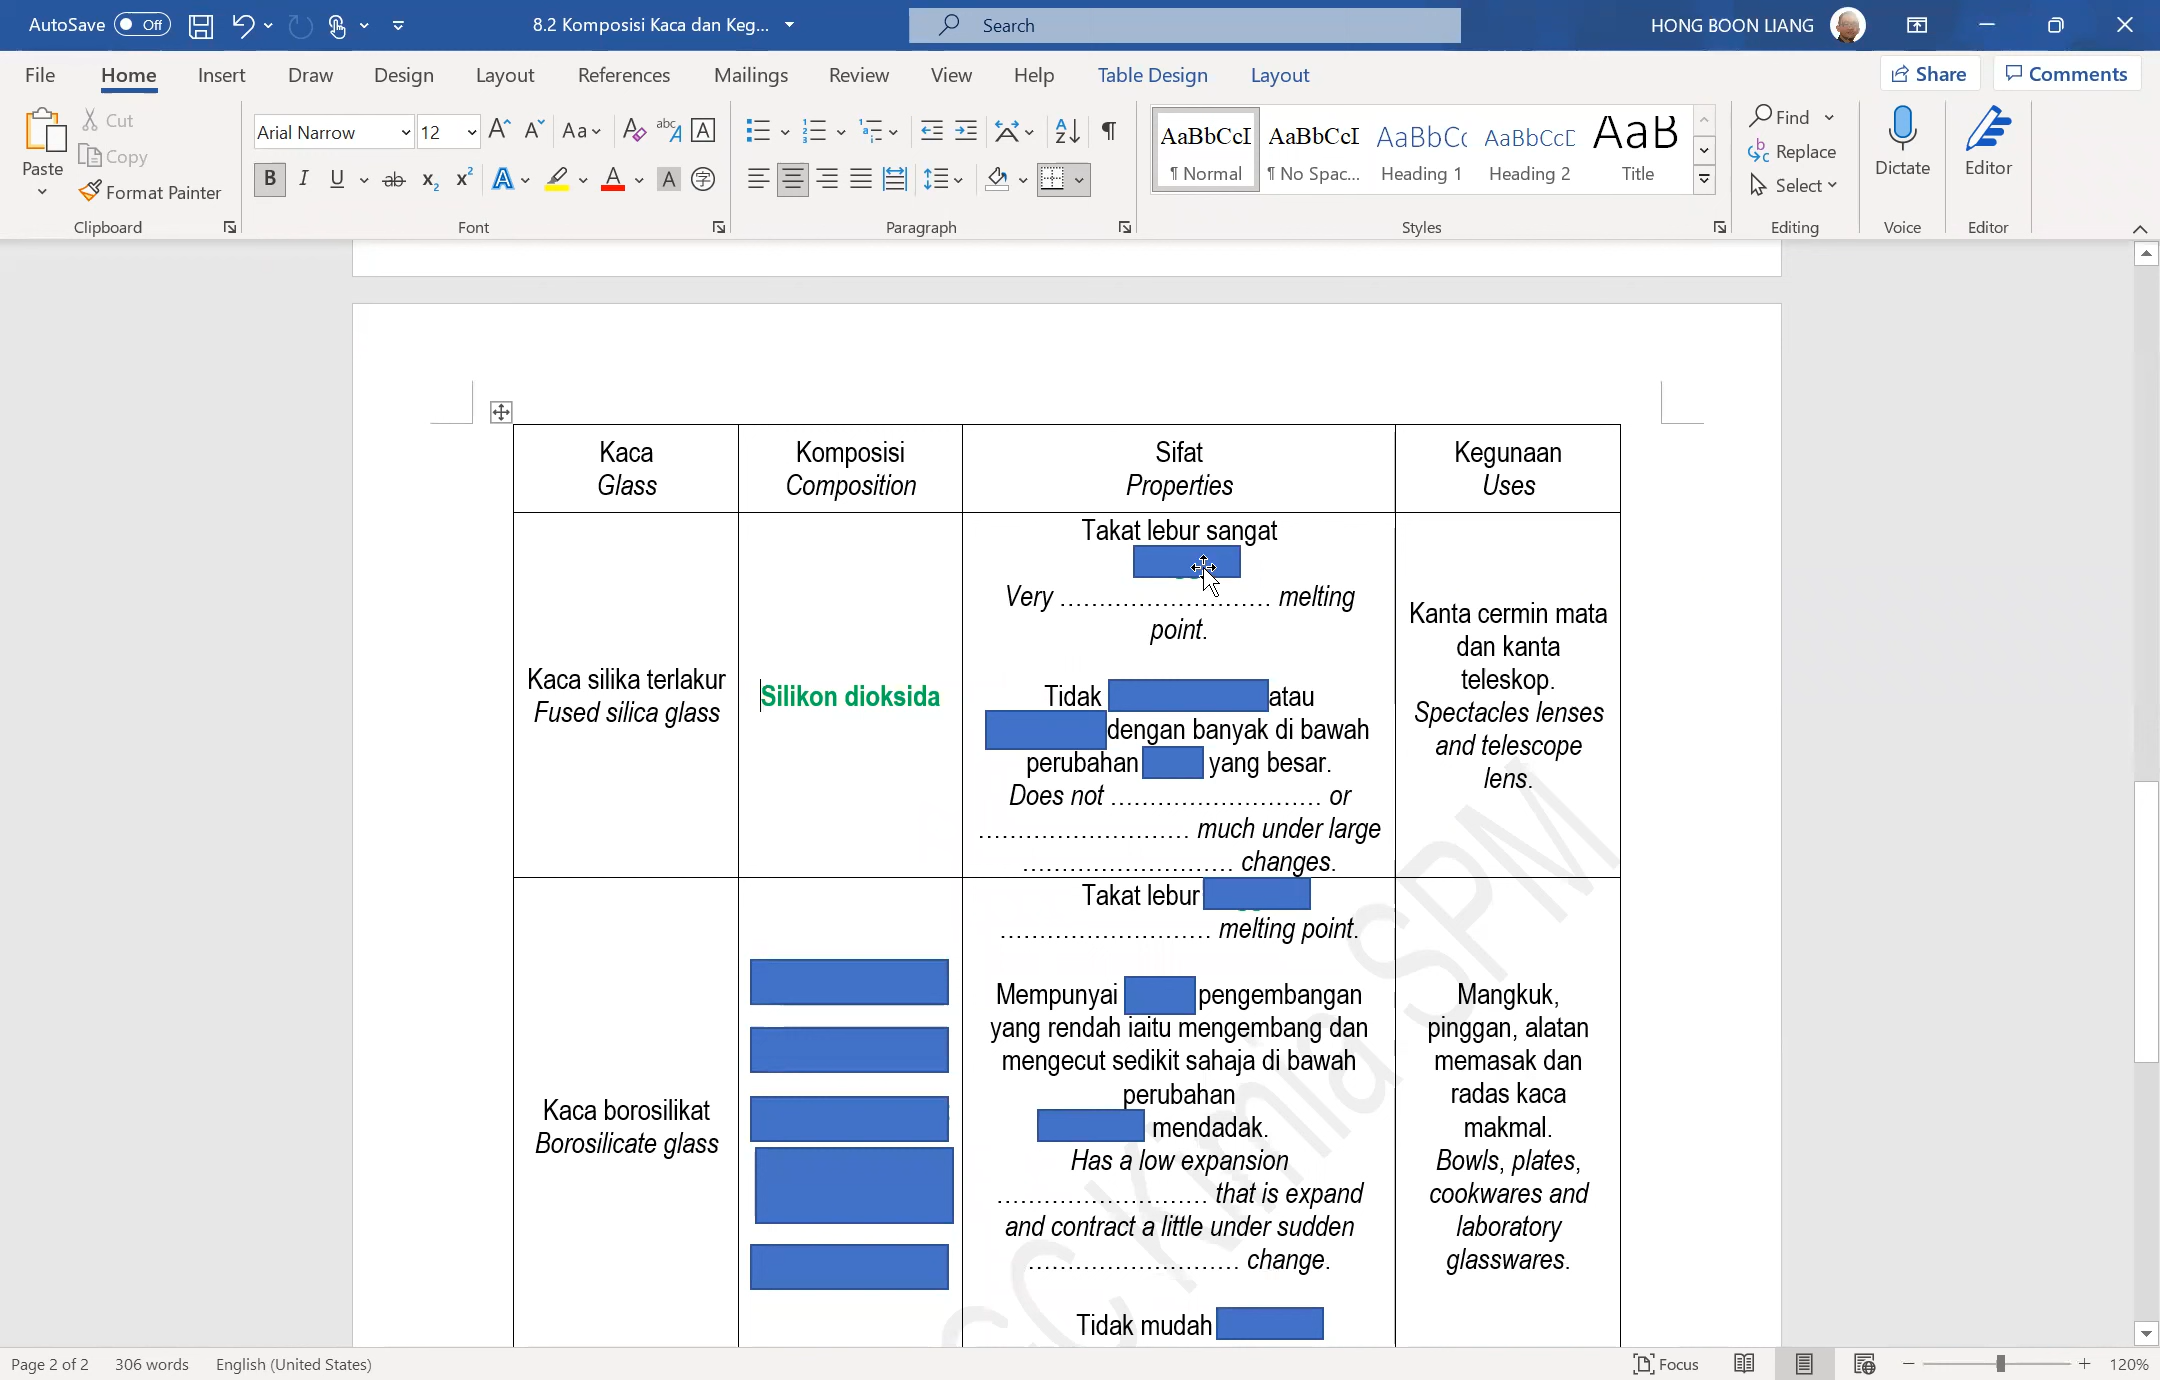 AutoSave Off 8.2 Komposisi Kaca dan Keg... Search HONG BOON LIANG
File Home Insert Draw Design Layout References Mailings Review View Help Table Design Layout Share Comments
Paste
Cut
Copy
Format Painter
Clipboard
Arial Narrow 12
Font
Paragraph
AaBbCcI AaBbCcI AaBbC AaBbCcD AaB
¶ Normal ¶ No Spac... Heading 1 Heading 2 Title
Styles
Find
Replace
Select
Editing
Dictate
Voice
Editor
Editor
Kaca
Glass
Komposisi
Composition
Sifat
Properties
Kegunaan
Uses
Kaca silika terlakur
Fused silica glass
Silikon dioksida
Takat lebur sangat
Very ........................... melting
point.
Tidak atau
dengan banyak di bawah
perubahan yang besar.
Does not ........................... or
........................... much under large
........................... changes.
Kanta cermin mata
dan kanta
teleskop.
Spectacles lenses
and telescope
lens.
Kaca borosilikat
Borosilicate glass
Takat lebur
........................... melting point.
Mempunyai pengembangan
yang rendah iaitu mengembang dan
mengecut sedikit sahaja di bawah
perubahan
mendadak.
Has a low expansion
........................... that is expand
and contract a little under sudden
........................... change.
Tidak mudah
Mangkuk,
pinggan, alatan
memasak dan
radas kaca
makmal.
Bowls, plates,
cookwares and
laboratory
glasswares.
GC Kimia SPM
Page 2 of 2 306 words English (United States) Focus 120%